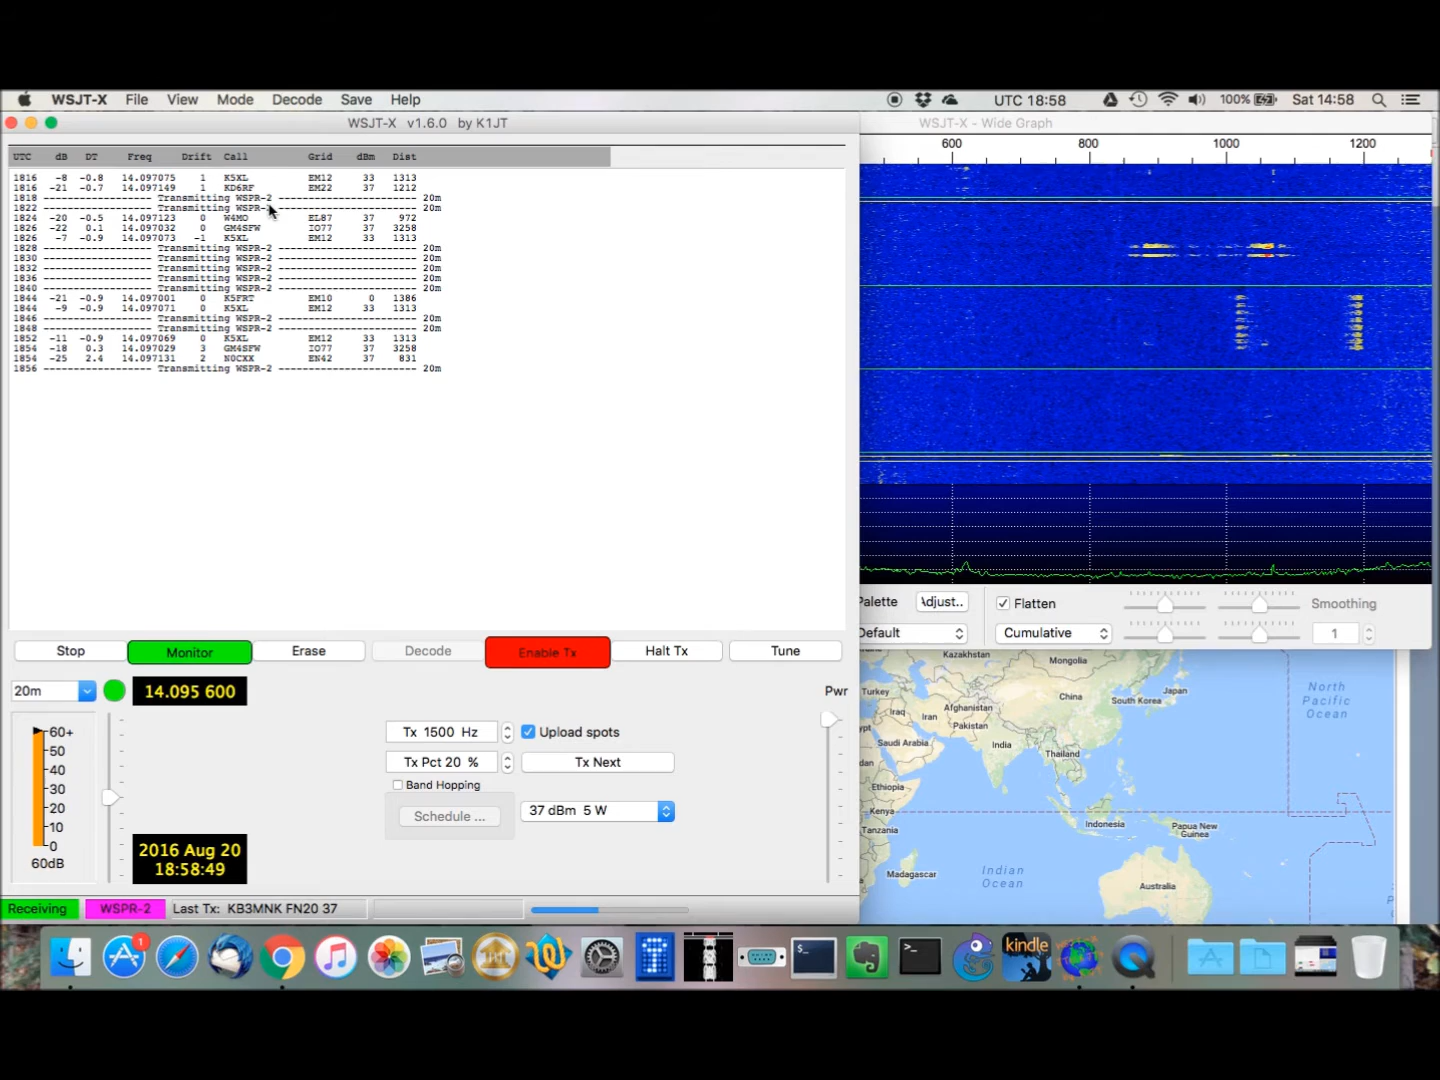 WSJT-X File View Mode Decode Save Help UTC 18:58 100% Sat 14:58
WSJT-X v1.6.0 by K1JT
WSJT-X - Wide Graph
600 800 1000 1200
UTC dB DT Freq Drift Call Grid dBm Dist
1816 -8 -0.8 14.097075 1 K5XL EM12 33 1313
1816 -21 -0.7 14.097149 1 KD6RF EM22 37 1212
1818 -------------------- Transmitting WSPR-2 ------------------------- 20m
1822 -------------------- Transmitting WSPR-2 ------------------------- 20m
1824 -20 -0.5 14.097123 0 W4MO EL87 37 972
1826 -22 0.1 14.097032 0 GM4SFW IO77 37 3258
1826 -7 -0.9 14.097073 -1 K5XL EM12 33 1313
1828 -------------------- Transmitting WSPR-2 ------------------------- 20m
1830 -------------------- Transmitting WSPR-2 ------------------------- 20m
1832 -------------------- Transmitting WSPR-2 ------------------------- 20m
1836 -------------------- Transmitting WSPR-2 ------------------------- 20m
1840 -------------------- Transmitting WSPR-2 ------------------------- 20m
1844 -21 -0.9 14.097001 0 K5FRT EM10 0 1386
1844 -9 -0.9 14.097071 0 K5XL EM12 33 1313
1846 -------------------- Transmitting WSPR-2 ------------------------- 20m
1848 -------------------- Transmitting WSPR-2 ------------------------- 20m
1852 -11 -0.9 14.097069 0 K5XL EM12 33 1313
1854 -18 0.3 14.097029 3 GM4SFW IO77 37 3258
1854 -25 2.4 14.097131 2 N0CXX EN42 37 831
1856 -------------------- Transmitting WSPR-2 ------------------------- 20m
Palette Adjust.. Flatten Smoothing
Default Cumulative 1
Stop Monitor Erase Decode Enable Tx Halt Tx Tune
20m 14.095 600 Pwr
Tx 1500 Hz Upload spots
Tx Pct 20 % Tx Next
Band Hopping
Schedule ... 37 dBm 5 W
60+
50
40
30
20
10
0
60dB
2016 Aug 20
18:58:49
Receiving WSPR-2 Last Tx: KB3MNK FN20 37
Kazakhstan
Mongolia
Turkey
China
Japan
South Korea
Iraq
Iran
Afghanistan
Pakistan
Saudi Arabia
India
Thailand
Ethiopia
Kenya
Tanzania
Indonesia
Papua New
Guinea
Madagascar
Indian
Ocean
Australia
North
Pacific
Ocean
1
kindle